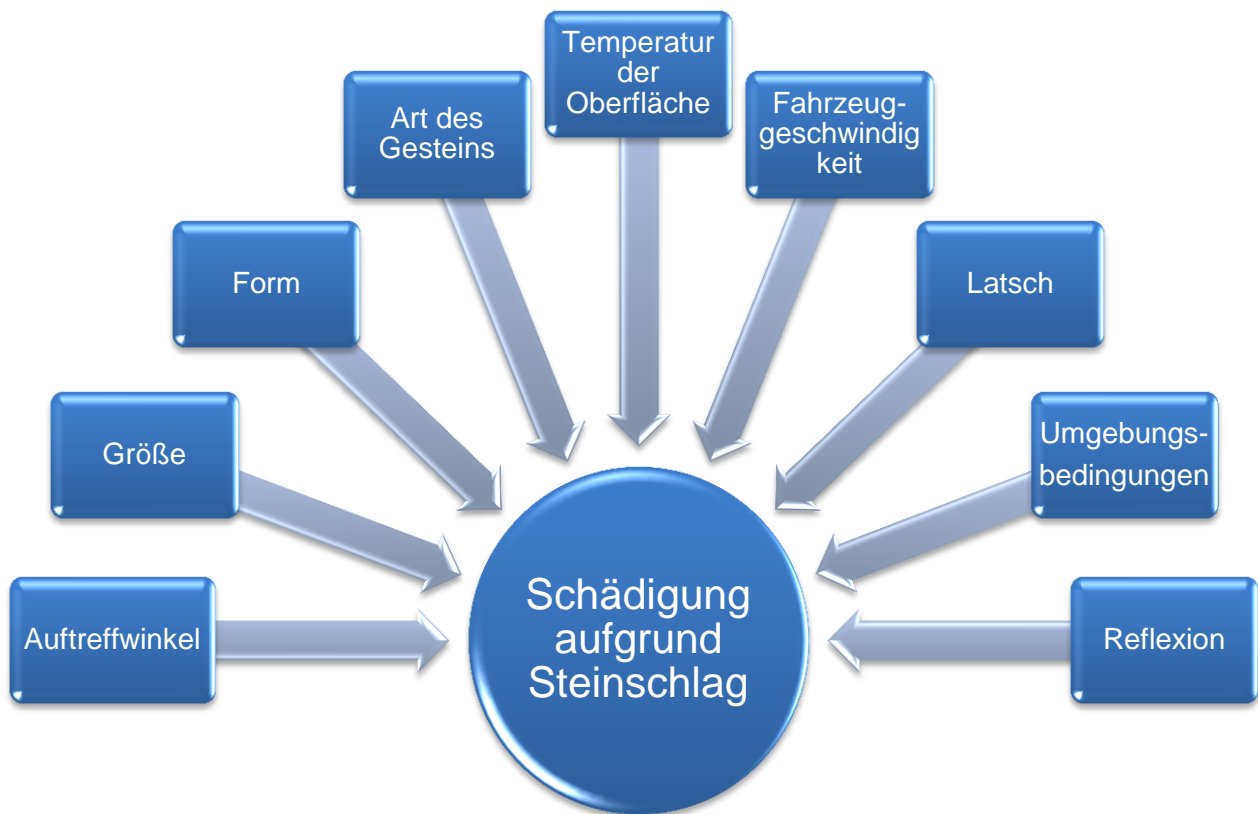 Temperatur
der
Oberfläche
Art des
Gesteins
Fahrzeug-
geschwindig
keit
Form
Latsch
Größe
Umgebungs-
bedingungen
Auftreffwinkel
Schädigung
aufgrund
Steinschlag
Reflexion